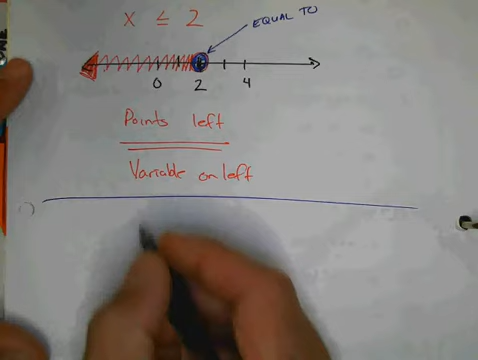 x ≤ 2
EQUAL TO
0 2 4
Points left
Variable on left